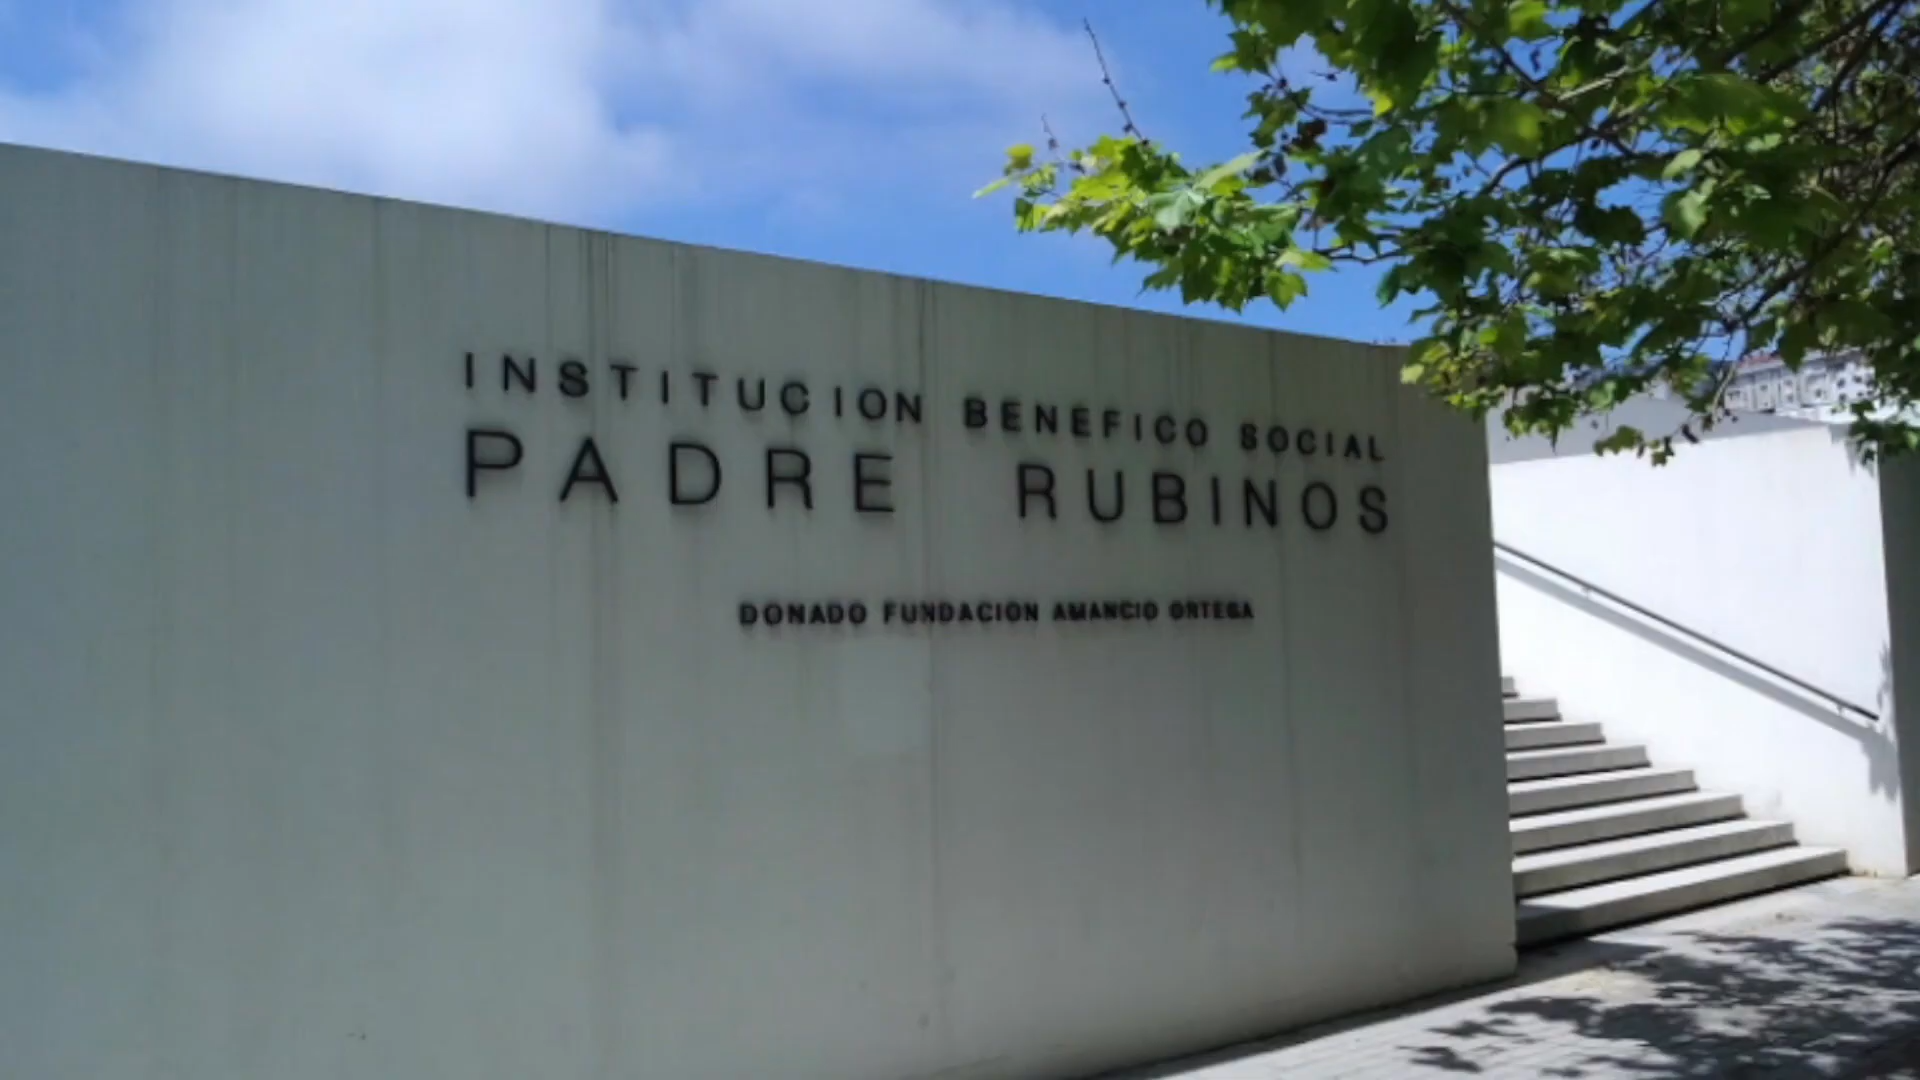 INSTITUCION BENEFICO SOCIAL
PADRE RUBINOS
DONADO FUNDACION AMANCIO ORTEGA